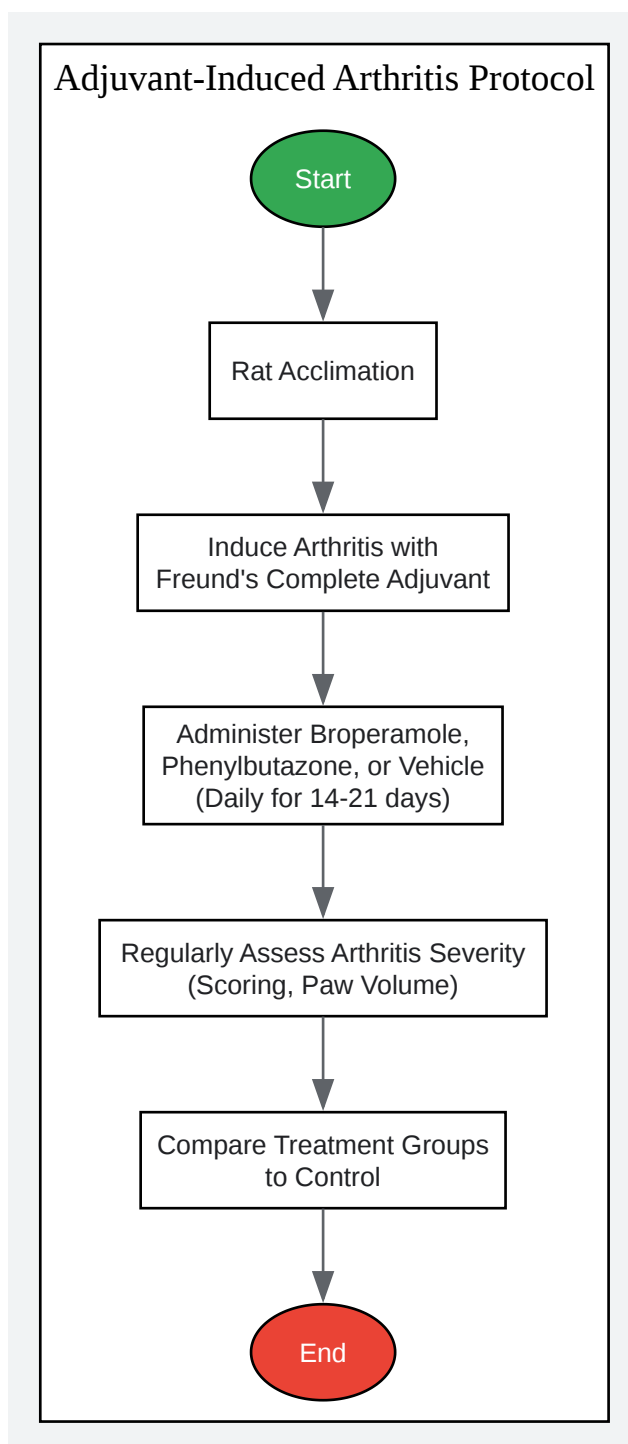 Adjuvant-Induced Arthritis Protocol
Start
Rat Acclimation
Induce Arthritis with
Freund's Complete Adjuvant
Administer Broperamole,
Phenylbutazone, or Vehicle
(Daily for 14-21 days)
Regularly Assess Arthritis Severity
(Scoring, Paw Volume)
Compare Treatment Groups
to Control
End